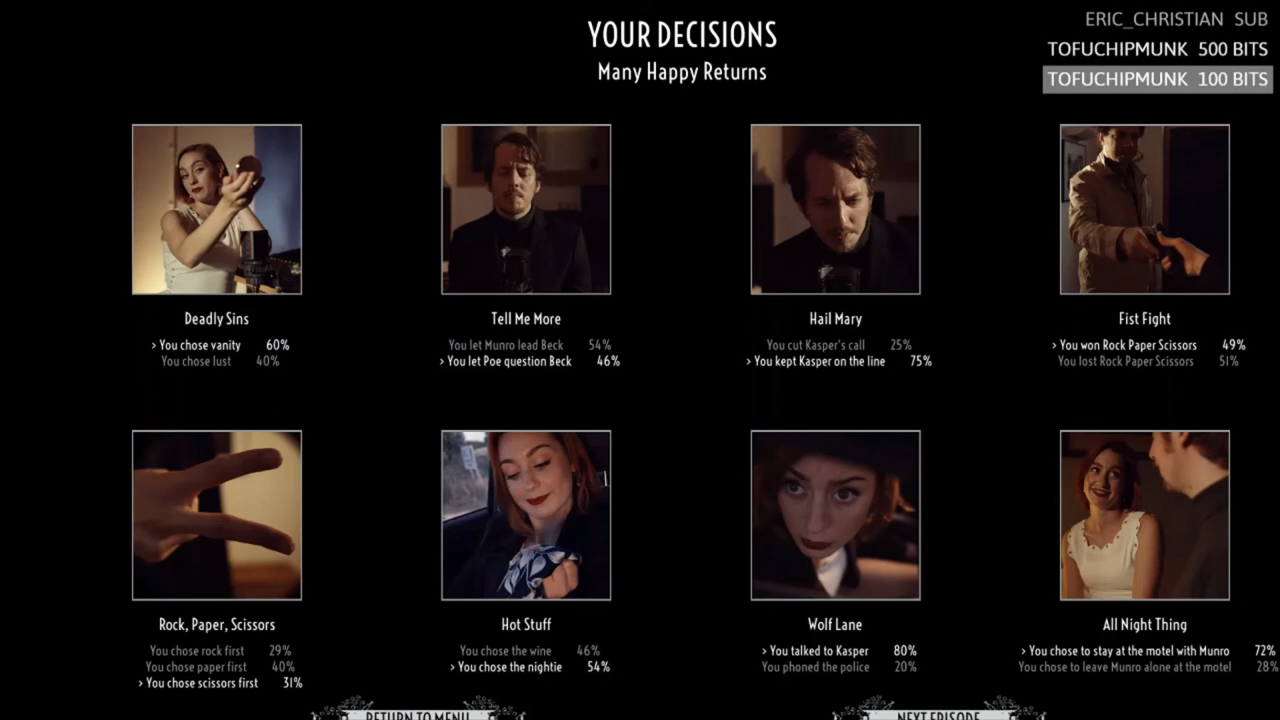 YOUR DECISIONS
Many Happy Returns
ERIC_CHRISTIAN SUB
TOFUCHIPMUNK 500 BITS
TOFUCHIPMUNK 100 BITS
Deadly Sins
> You chose vanity 60%
You chose lust 40%
Tell Me More
You let Munro lead Beck 54%
> You let Poe question Beck 46%
Hail Mary
You cut Kasper's call 25%
> You kept Kasper on the line 75%
Fist Fight
> You won Rock Paper Scissors 49%
You lost Rock Paper Scissors 51%
Rock, Paper, Scissors
You chose rock first 29%
You chose paper first 40%
> You chose scissors first 31%
Hot Stuff
You chose the wine 46%
> You chose the nightie 54%
Wolf Lane
> You talked to Kasper 80%
You phoned the police 20%
All Night Thing
> You chose to stay at the motel with Munro 72%
You chose to leave Munro alone at the motel 28%
RETURN TO MENU
NEXT EPISODE